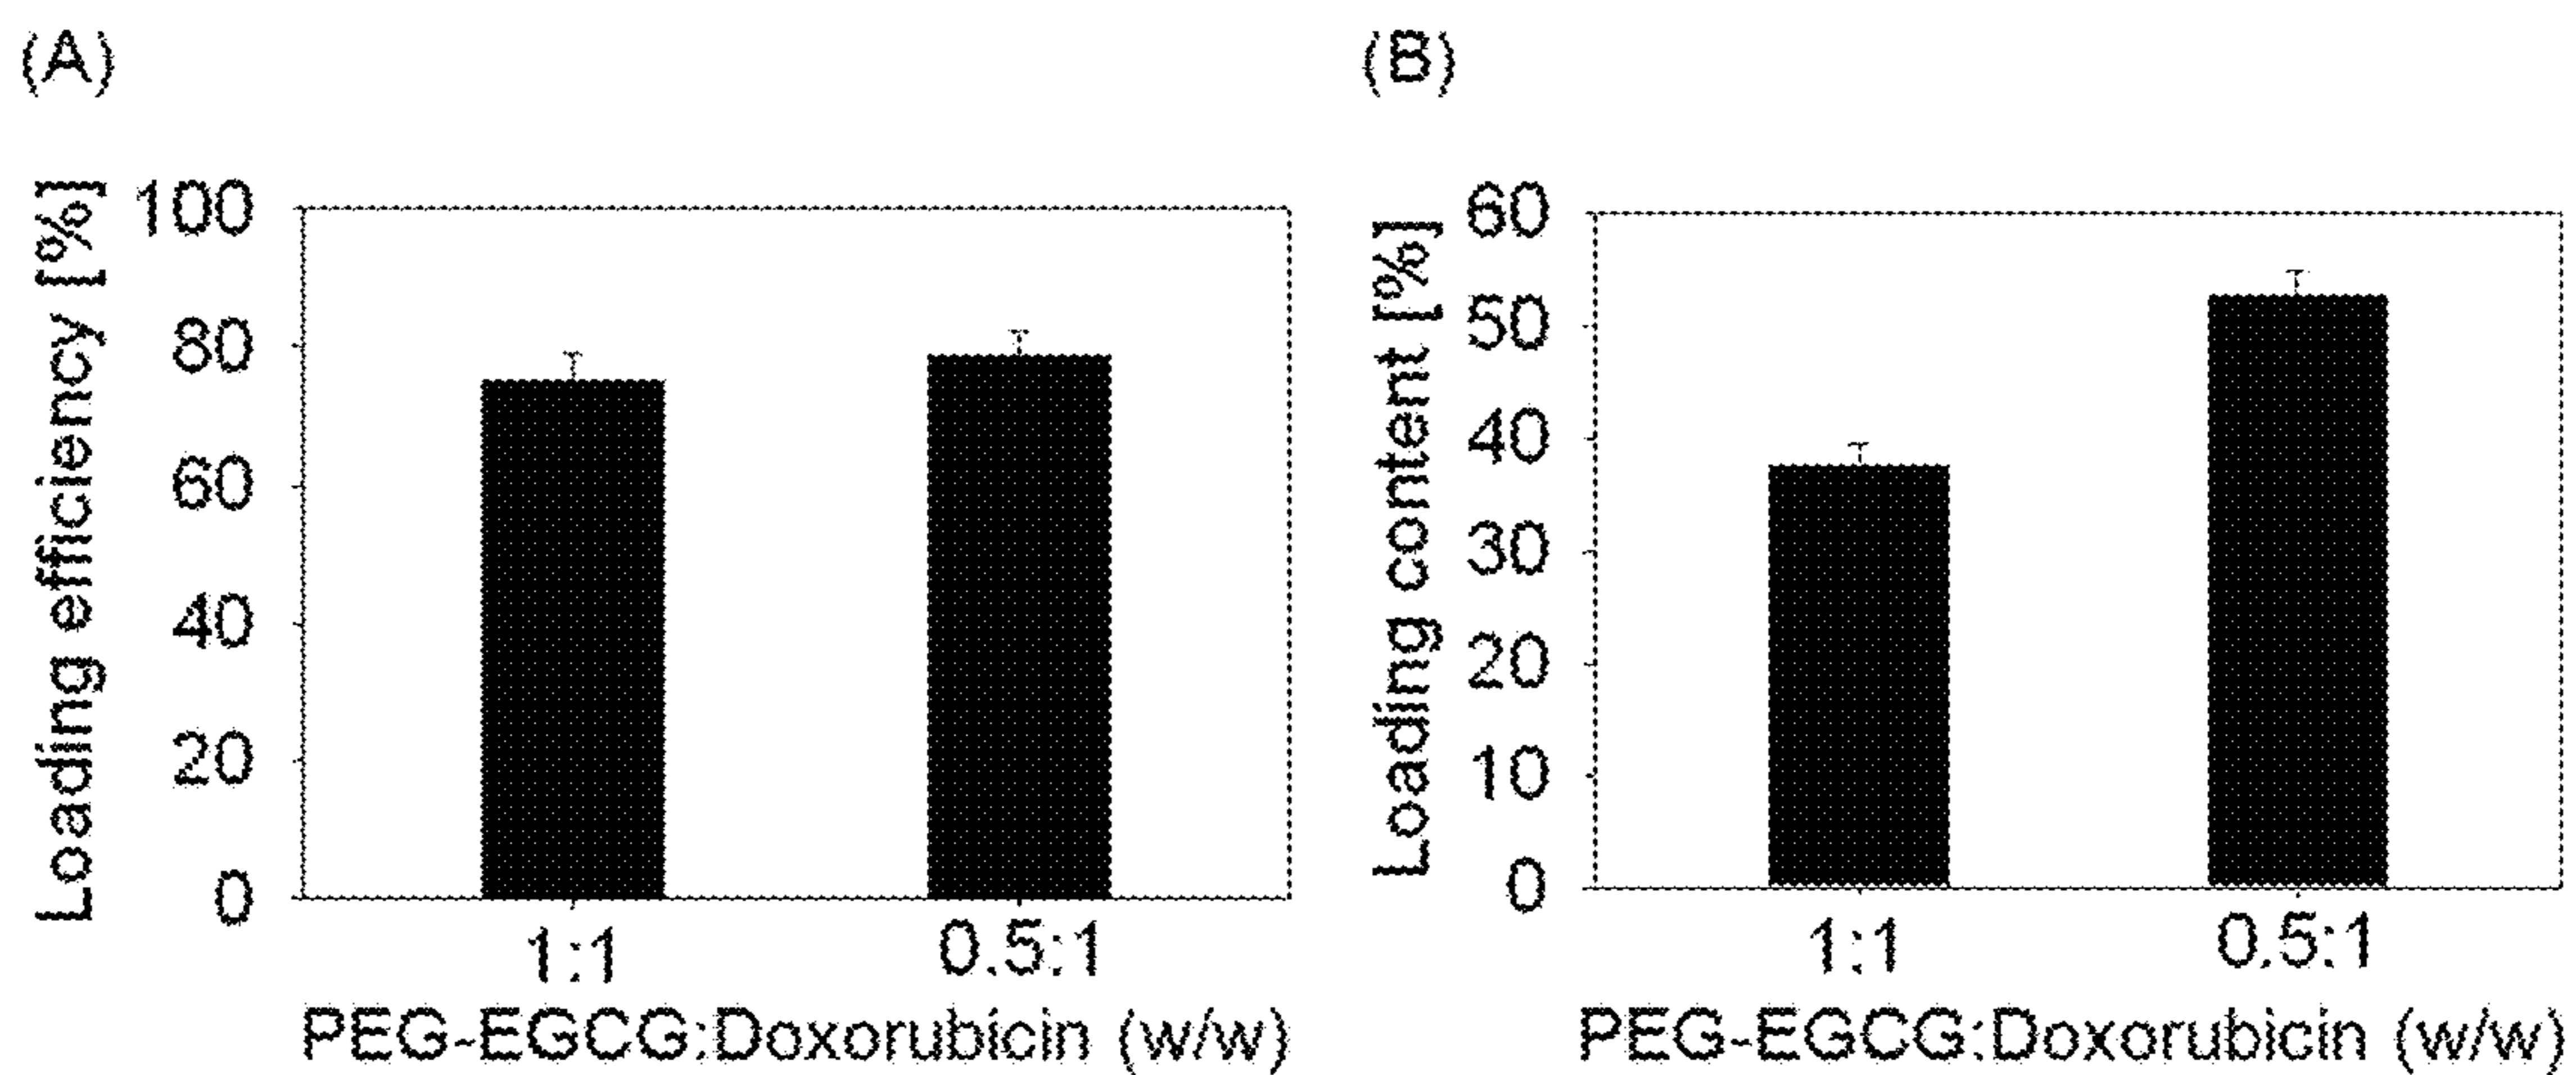 (A)
Loading efficiency [%]
100
80
60
40
20
0
1:1
0.5:1
PEG-EGCG:Doxorubicin (w/w)
(B)
Loading content [%]
60
50
40
30
20
10
0
1:1
0.5:1
PEG-EGCG:Doxorubicin (w/w)